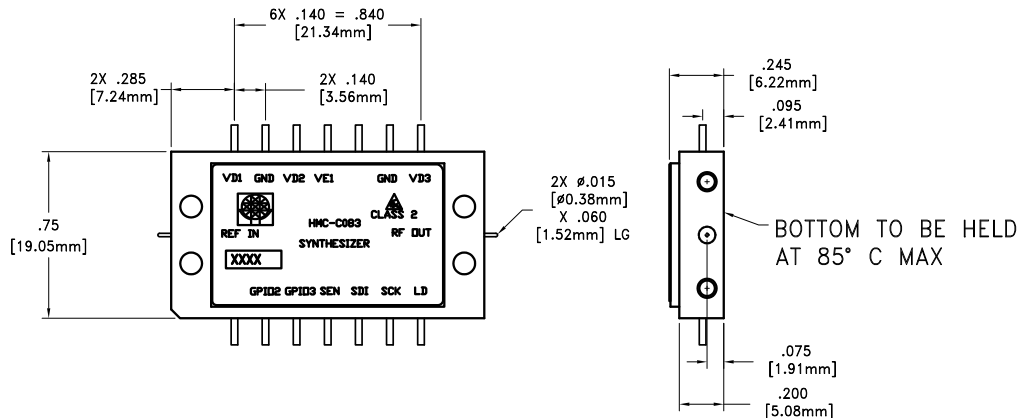 6X .140 = .840
[21.34mm]
2X .285
[7.24mm]
2X .140
[3.56mm]
.245
[6.22mm]
.095
[2.41mm]
VD1 GND VD2 VE1 GND VD3
2X ø.015
[ø0.38mm]
X .060
[1.52mm] LG
.75
[19.05mm]
HMC-C083
CLASS 2
REF IN
SYNTHESIZER
RF OUT
XXXX
GPIO2 GPIO3 SEN SDI SCK LD
BOTTOM TO BE HELD
AT 85° C MAX
.075
[1.91mm]
.200
[5.08mm]